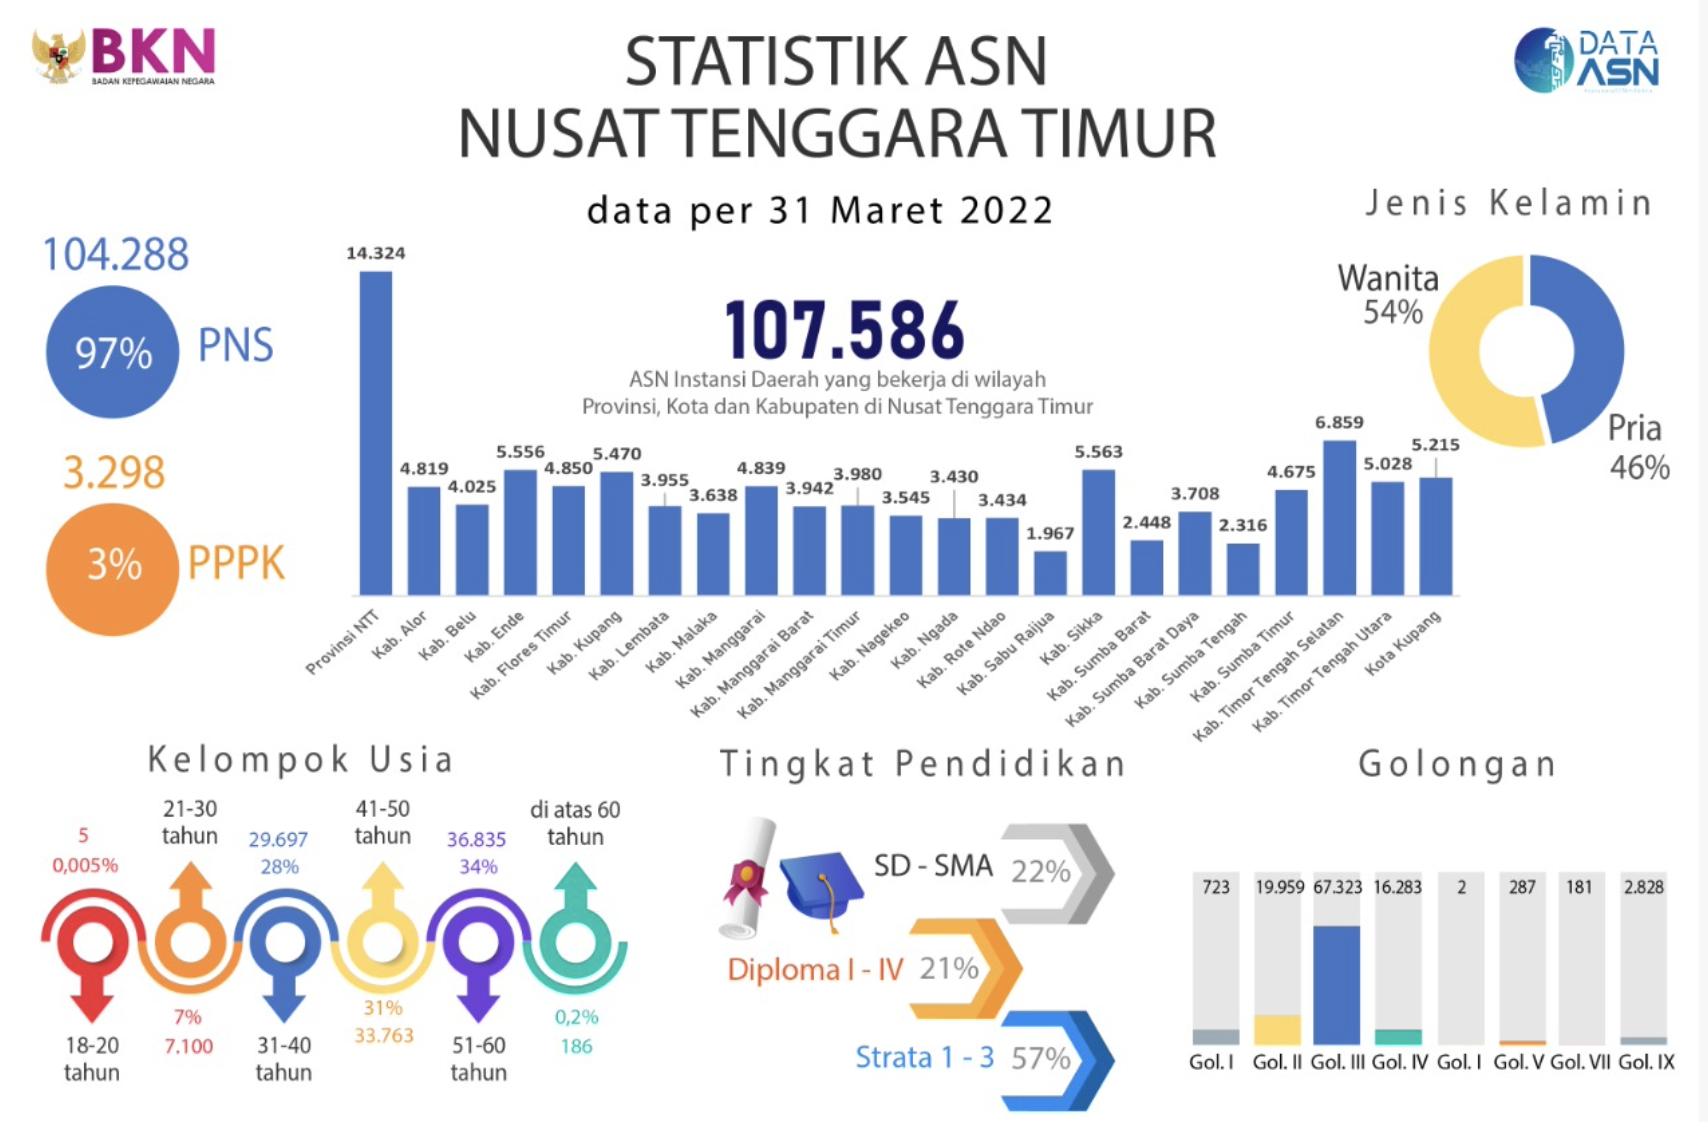 BKN
BADAN KEPEGAWAIAN NEGARA
STATISTIK ASN
NUSAT TENGGARA TIMUR
data per 31 Maret 2022
DATA
ASN
104.288
97%
PNS
3.298
3%
PPPK
107.586
ASN Instansi Daerah yang bekerja di wilayah
Provinsi, Kota dan Kabupaten di Nusat Tenggara Timur
14.324
4.819
4.025
5.556
4.850
5.470
3.955
3.638
4.839
3.942
3.980
3.545
3.430
3.434
1.967
5.563
2.448
3.708
2.316
4.675
6.859
5.028
5.215
Provinsi NTT
Kab. Alor
Kab. Belu
Kab. Ende
Kab. Flores Timur
Kab. Kupang
Kab. Lembata
Kab. Malaka
Kab. Manggarai
Kab. Manggarai Barat
Kab. Manggarai Timur
Kab. Nagekeo
Kab. Ngada
Kab. Rote Ndao
Kab. Sabu Raijua
Kab. Sikka
Kab. Sumba Barat
Kab. Sumba Barat Daya
Kab. Sumba Tengah
Kab. Sumba Timur
Kab. Timor Tengah Selatan
Kab. Timor Tengah Utara
Kota Kupang
Jenis Kelamin
Wanita
54%
Pria
46%
Kelompok Usia
5
0,005%
18-20
tahun
21-30
tahun
7%
7.100
29.697
28%
31-40
tahun
41-50
tahun
31%
33.763
36.835
34%
51-60
tahun
di atas 60
tahun
0,2%
186
Tingkat Pendidikan
SD - SMA 22%
Diploma I - IV 21%
Strata 1 - 3 57%
Golongan
723 19.959 67.323 16.283 2 287 181 2.828
Gol. I Gol. II Gol. III Gol. IV Gol. I Gol. V Gol. VII Gol. IX